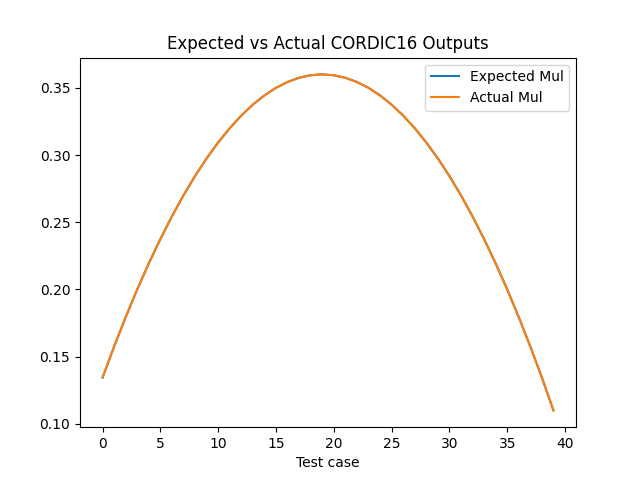 Expected vs Actual CORDIC16 Outputs
Expected Mul
Actual Mul
0.35
0.30
0.25
0.20
0.15
0.10
0 5 10 15 20 25 30 35 40
Test case